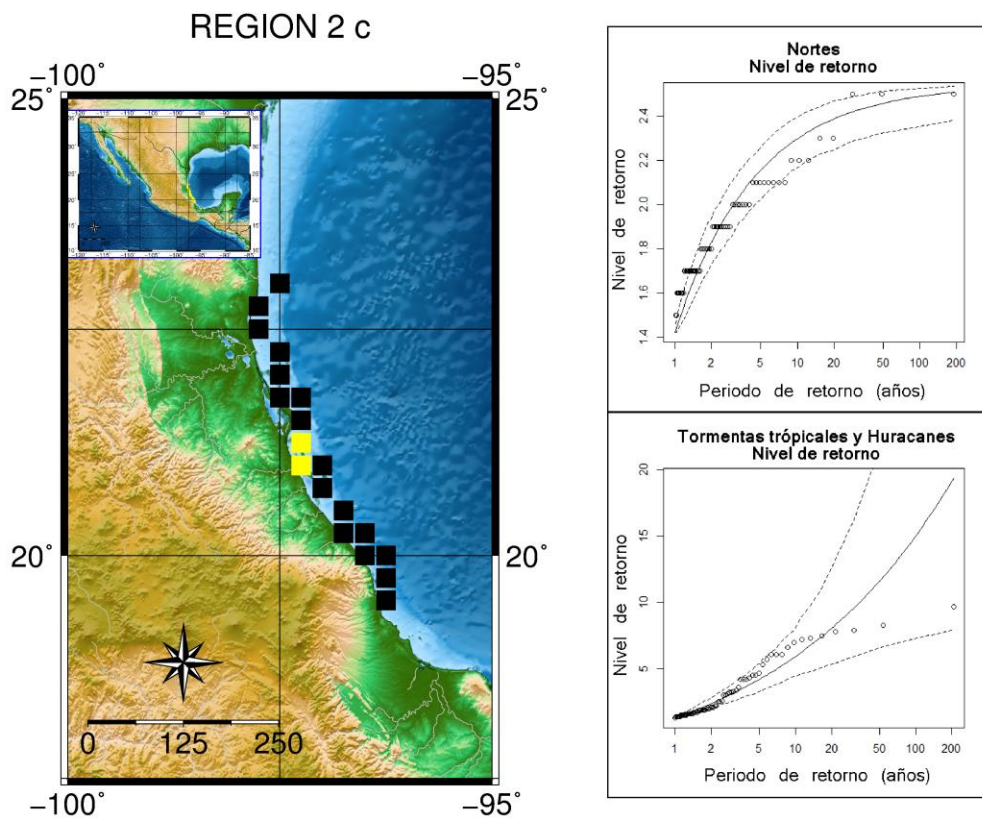 REGION 2 c
−100˚ −95˚
25˚ 25˚
20˚ 20˚
0 125 250
−100˚ −95˚
Nortes
Nivel de retorno
Nivel de retorno
2.4
2.2
2.0
1.8
1.6
1.4
1 2 5 10 20 50 100 200
Periodo de retorno (años)
Tormentas trópicales y Huracanes
Nivel de retorno
Nivel de retorno
20
15
10
5
1 2 5 10 20 50 100 200
Periodo de retorno (años)